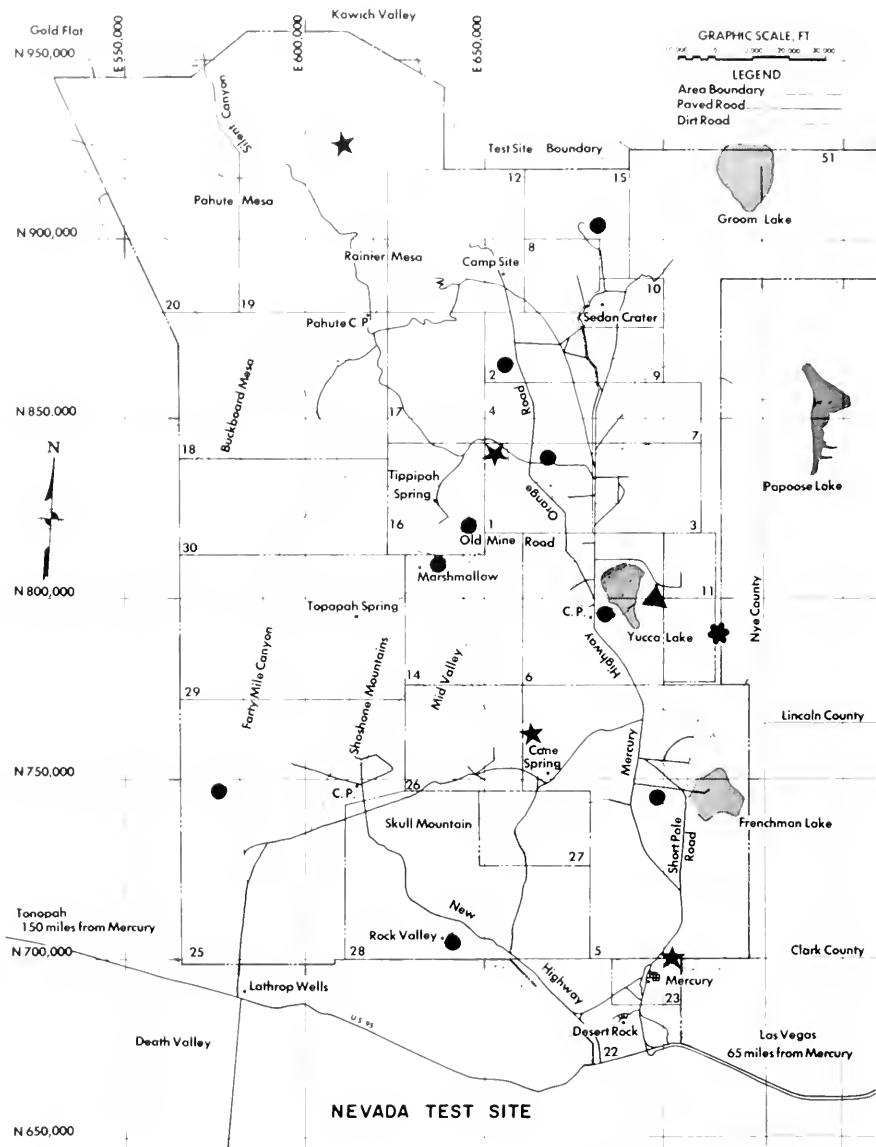 Kawich Valley
Gold Flat
N 950,000
E 550,000
E 600,000
E 650,000
GRAPHIC SCALE, FT
LEGEND
Area Boundary
Paved Road
Dirt Road
Silent Canyon
Test Site Boundary
12
15
51
Pahute Mesa
Groom Lake
N 900,000
8
Rainier Mesa
Camp Site
10
20
19
Sedan Crater
Pahute C P
Buckboard Mesa
2
9
17
4
Road
N 850,000
7
18
N
Tippipah
Spring
Orange
Papoose Lake
16
1
3
Old Mine Road
30
Marshmallow
N 800,000
11
Topapah Spring
C.P.
Yucca Lake
Nye County
Highway
14
6
29
Farty Mile Canyon
Shoshone Mountains
Mid Valley
Lincoln County
Mercury
Cane
Spring
N 750,000
C.P.
26
Skull Mountain
Frenchman Lake
Short Pole
Road
27
New
Tonopah
150 miles from Mercury
Rock Valley
N 700,000
25
28
5
Clark County
Highway
Mercury
23
Lathrop Wells
U S 95
Desert Rock
Death Valley
22
Las Vegas
65 miles from Mercury
NEVADA TEST SITE
N 650,000